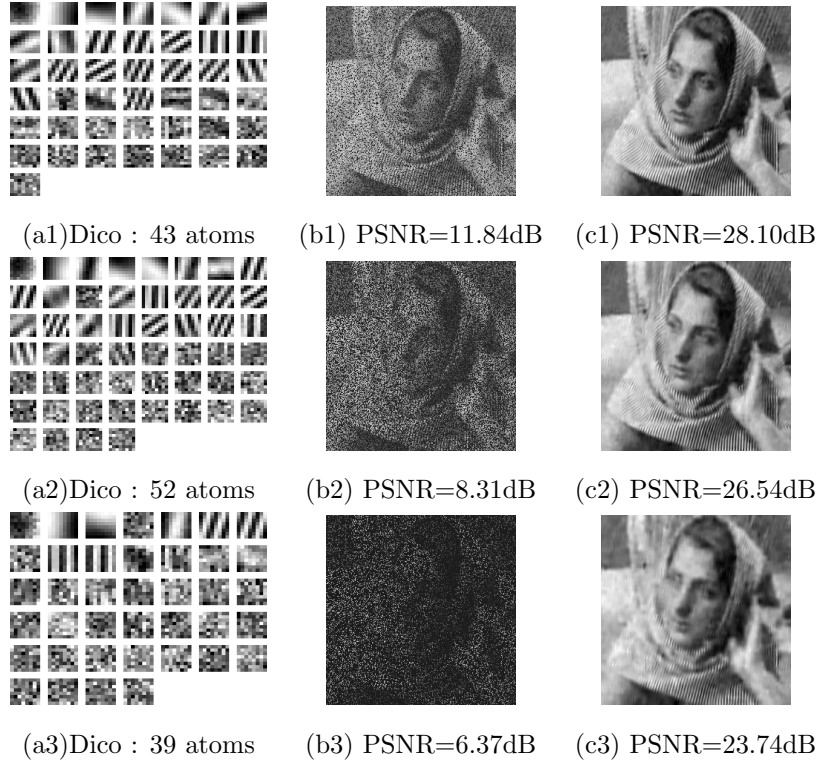 (a1)Dico : 43 atoms (b1) PSNR=11.84dB (c1) PSNR=28.10dB
(a2)Dico : 52 atoms (b2) PSNR=8.31dB (c2) PSNR=26.54dB
(a3)Dico : 39 atoms (b3) PSNR=6.37dB (c3) PSNR=23.74dB